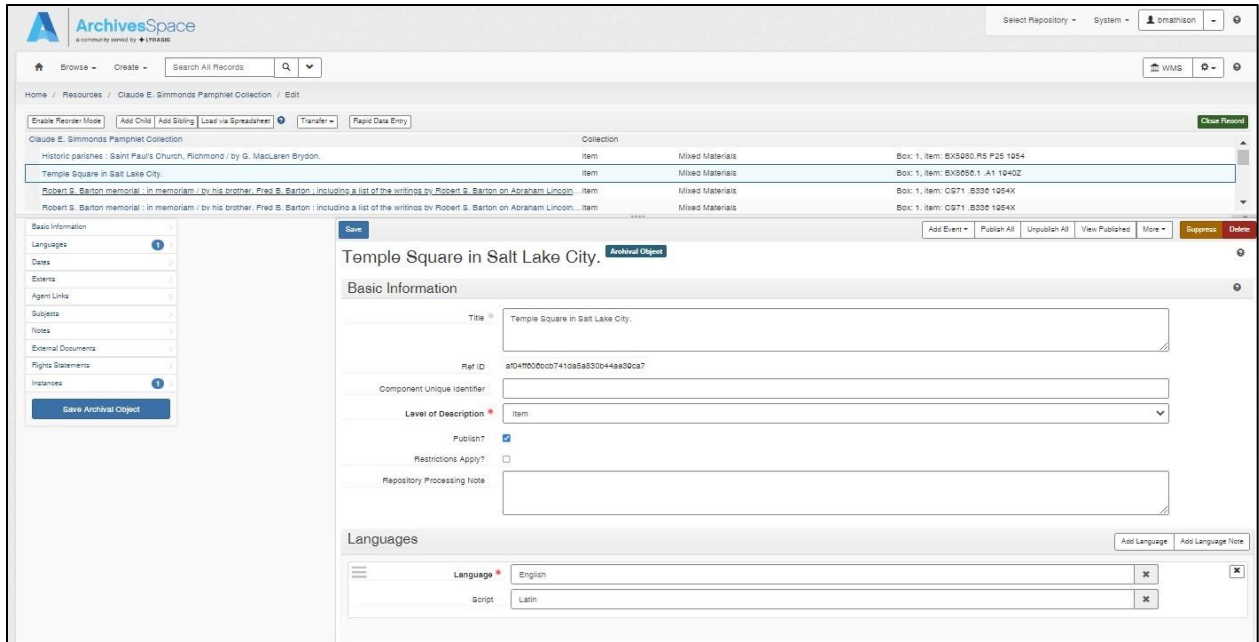 ArchivesSpace
a community served by LYRASIS
Select Repository System bmathison
Browse Create Search All Records WMS
Home / Resources / Claude E. Simmonds Pamphlet Collection / Edit
Enable Reorder Mode Add Child Add Sibling Load via Spreadsheet Transfer Rapid Data Entry Close Record
Claude E. Simmonds Pamphlet Collection Collection
Historic parishes : Saint Paul's Church, Richmond / by G. MacLaren Brydon. Item Mixed Materials Box: 1, Item: BX5980.R5 P25 1954
Temple Square in Salt Lake City. Item Mixed Materials Box: 1, Item: BX8656.1 .A1 1940Z
Robert S. Barton memorial : in memoriam / by his brother, Fred B. Barton ; including a list of the writings by Robert S. Barton on Abraham Lincoln... Item Mixed Materials Box: 1, Item: CS71 .B336 1954X
Robert S. Barton memorial : in memoriam / by his brother, Fred B. Barton : including a list of the writings by Robert S. Barton on Abraham Lincoln... Item Mixed Materials Box: 1, Item: CS71 .B336 1954X
Basic Information
Languages 1
Dates
Extents
Agent Links
Subjects
Notes
External Documents
Rights Statements
Instances 1
Save Archival Object
Save Add Event Publish All Unpublish All View Published More Suppress Delete
Temple Square in Salt Lake City. Archival Object
Basic Information
Title Temple Square in Salt Lake City.
Ref ID
Component Unique Identifier
Level of Description * Item
Publish?
Restrictions Apply?
Repository Processing Note
Languages Add Language Add Language Note
Language * English
Script Latin